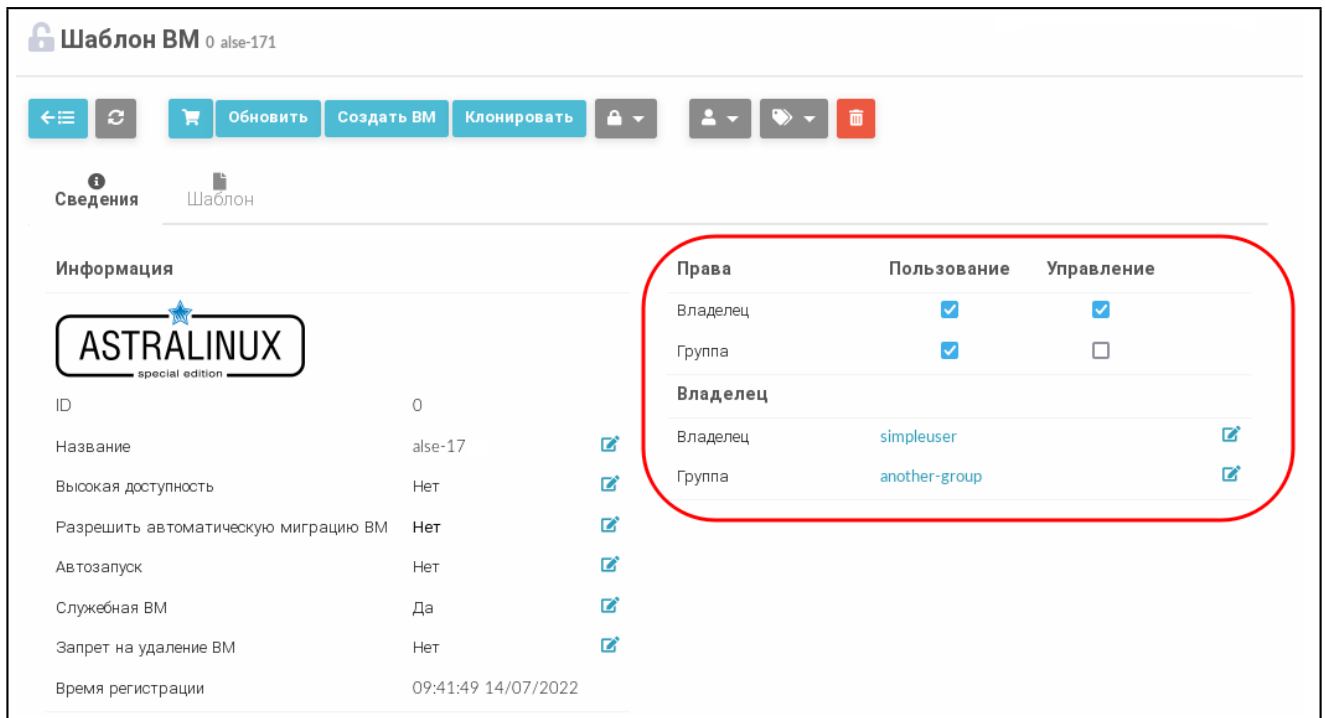 Шаблон ВМ 0 alse-171
Обновить Создать ВМ Клонировать
Сведения Шаблон
Информация
ASTRALINUX
special edition
ID 0
Название alse-17
Высокая доступность Нет
Разрешить автоматическую миграцию ВМ Нет
Автозапуск Нет
Служебная ВМ Да
Запрет на удаление ВМ Нет
Время регистрации 09:41:49 14/07/2022
Права Пользование Управление
Владелец
Группа
Владелец
Владелец simpleuser
Группа another-group